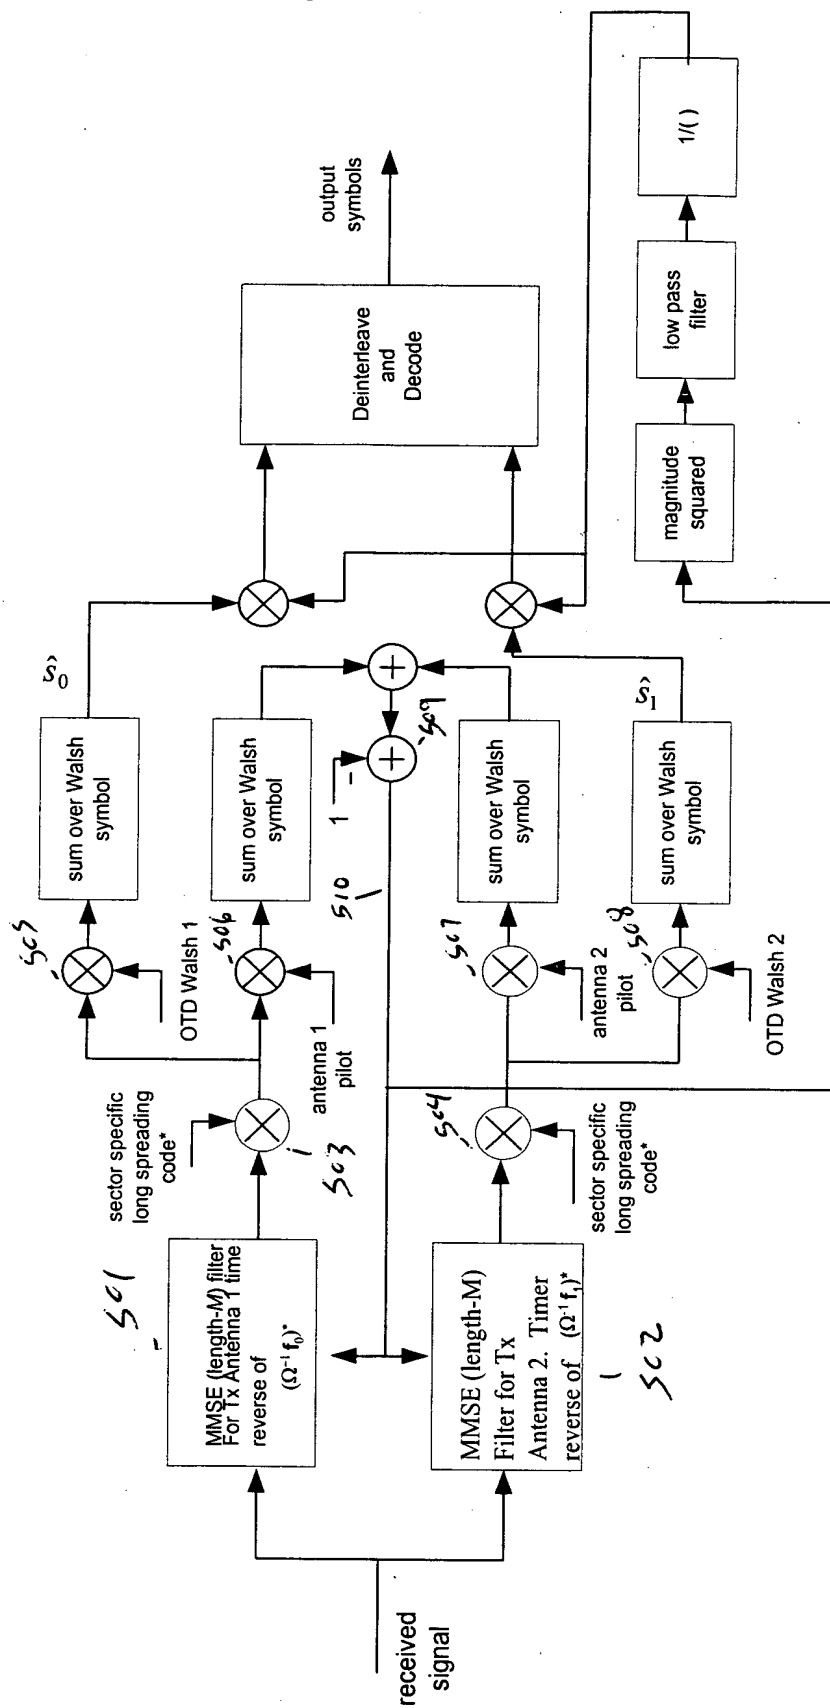 received
signal
MMSE (length-M) filter
For Tx Antenna 1 time
reverse of
(Ω⁻¹ f₀)*
501
MMSE (length-M)
Filter for Tx
Antenna 2. Timer
reverse of (Ω⁻¹ f₁)*
502
sector specific
long spreading
code*
503
sector specific
long spreading
code*
504
505
OTD Walsh 1
506
antenna 1
pilot
507
antenna 2
pilot
508
OTD Walsh 2
sum over Walsh
symbol
sum over Walsh
symbol
sum over Walsh
symbol
sum over Walsh
symbol
ŝ₀
ŝ₁
1
-
+
+
509
510
Deinterleave
and
Decode
output
symbols
magnitude
squared
low pass
filter
1/( )